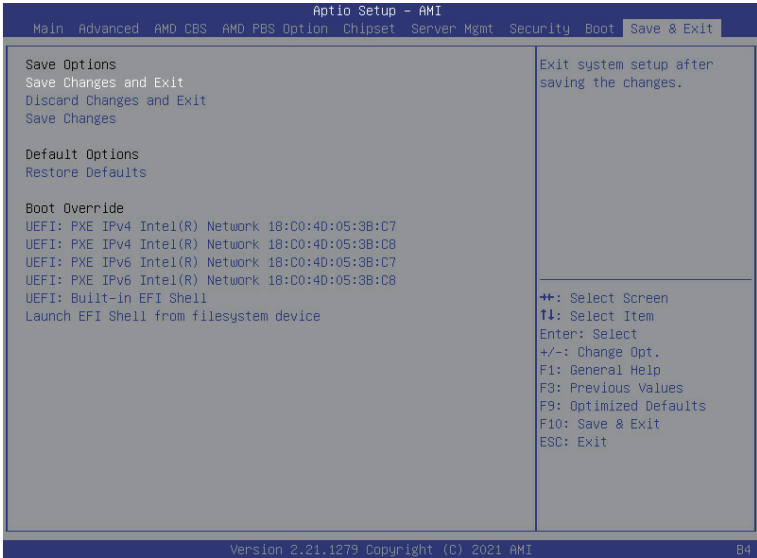 Aptio Setup – AMI
Main Advanced AMD CBS AMD PBS Option Chipset Server Mgmt Security Boot Save & Exit
Save Options
Save Changes and Exit
Discard Changes and Exit
Save Changes
Default Options
Restore Defaults
Boot Override
UEFI: PXE IPv4 Intel(R) Network 18:C0:4D:05:3B:C7
UEFI: PXE IPv4 Intel(R) Network 18:C0:4D:05:3B:C8
UEFI: PXE IPv6 Intel(R) Network 18:C0:4D:05:3B:C7
UEFI: PXE IPv6 Intel(R) Network 18:C0:4D:05:3B:C8
UEFI: Built-in EFI Shell
Launch EFI Shell from filesystem device
Exit system setup after
saving the changes.
→←: Select Screen
↑↓: Select Item
Enter: Select
+/-: Change Opt.
F1: General Help
F3: Previous Values
F9: Optimized Defaults
F10: Save & Exit
ESC: Exit
Version 2.21.1279 Copyright (C) 2021 AMI
B4